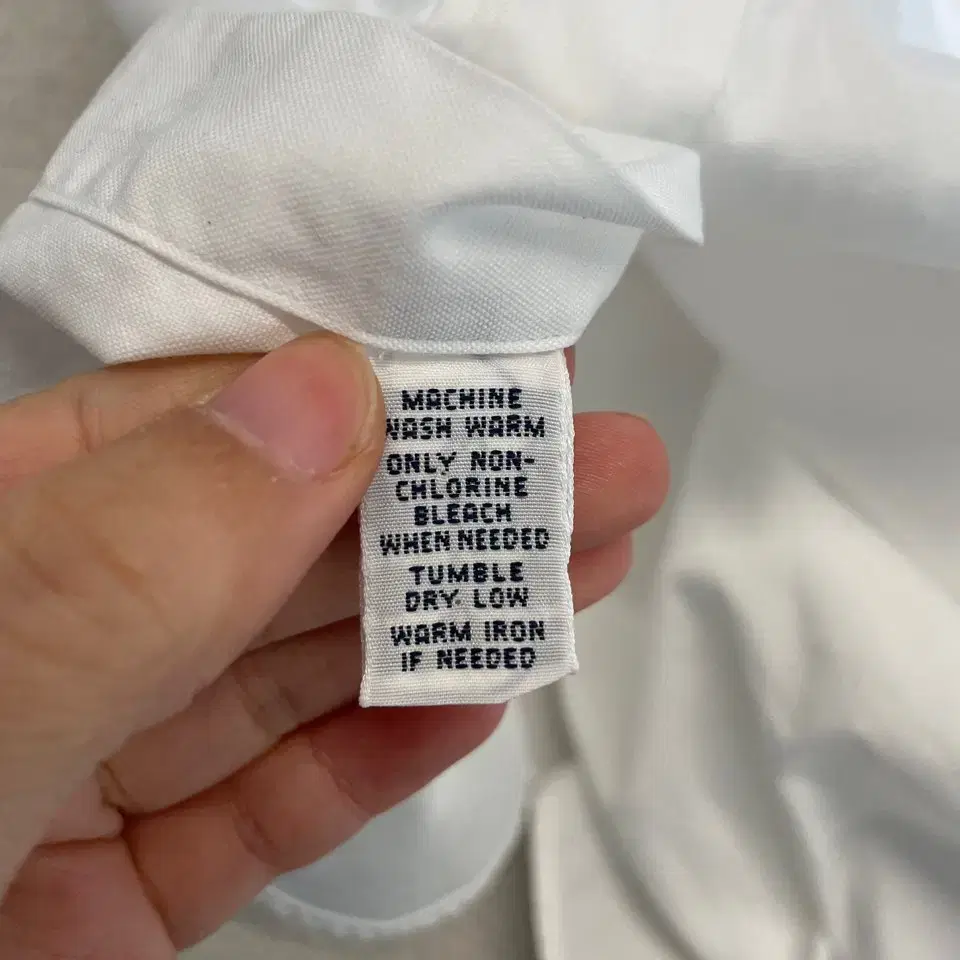 MACHINE
WASH WARM
ONLY NON-
CHLORINE
BLEACH
WHEN NEEDED
TUMBLE
DRY LOW
WARM IRON
IF NEEDED